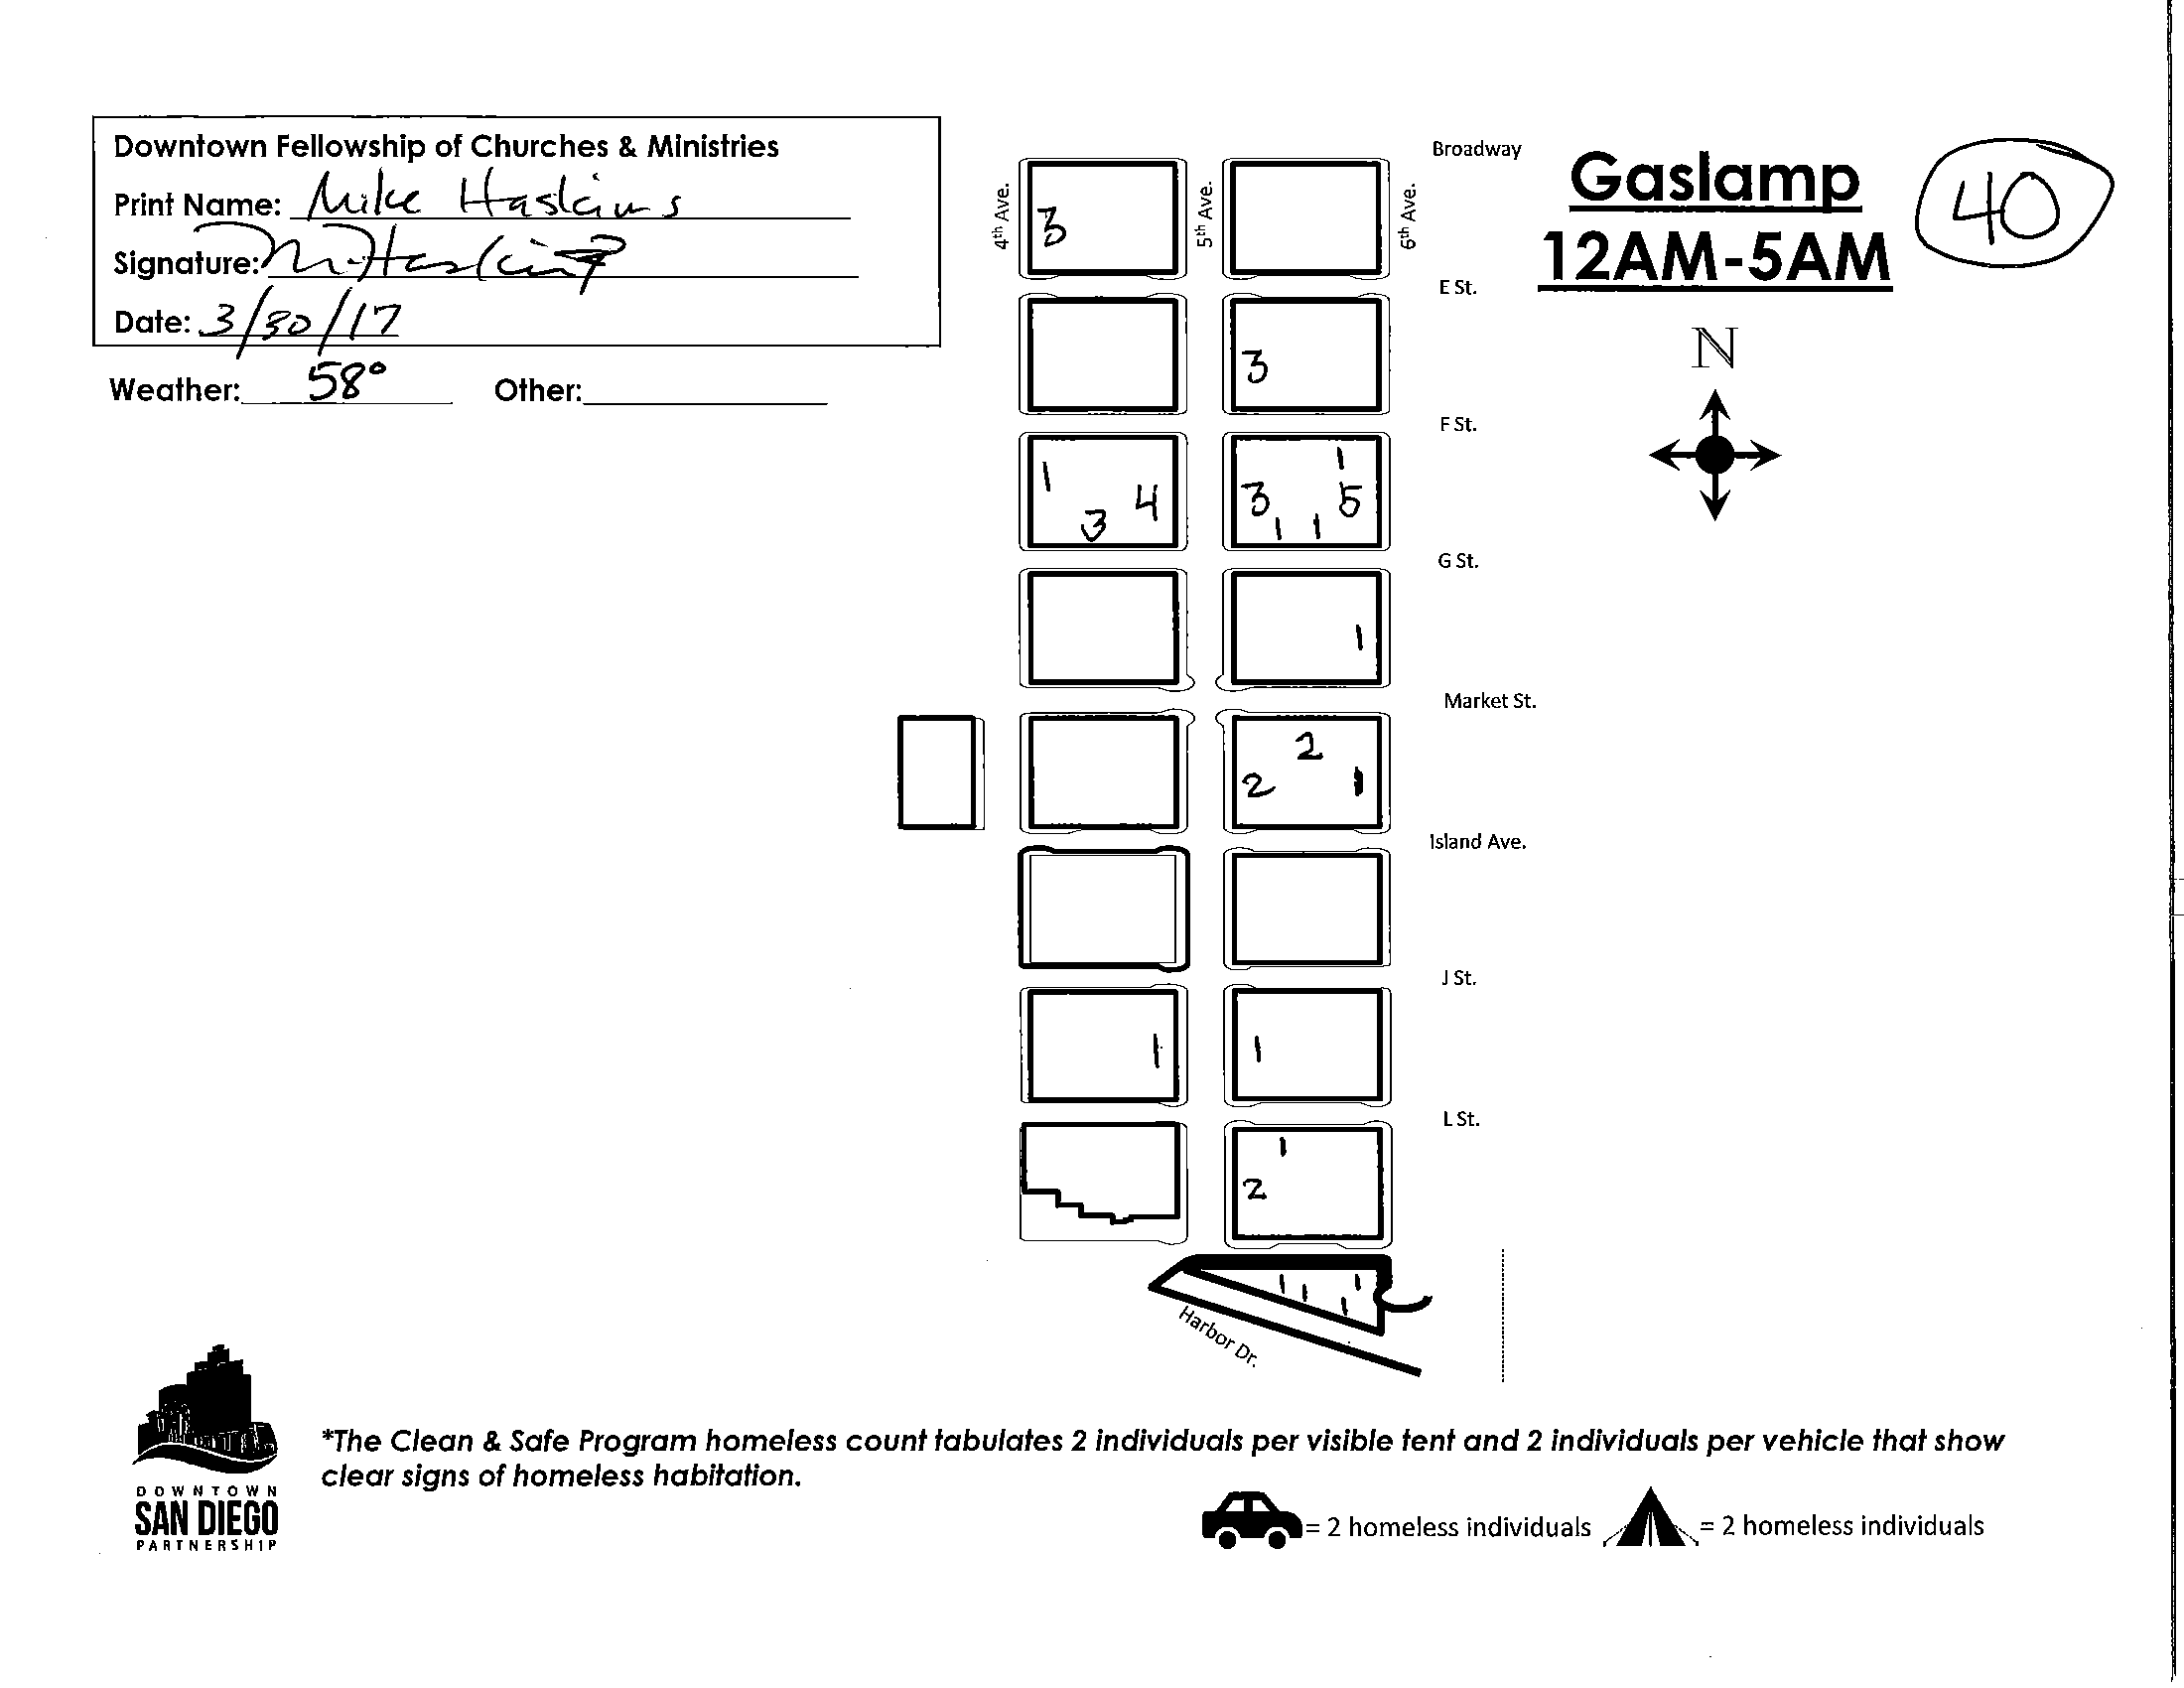 Downtown Fellowship of Churches & Ministries
Print Name: Mike Haskins
Signature: M Haskins
Date: 3/30/17
Weather: 58° Other:
Gaslamp
12AM-5AM
40
N
4th Ave.
5th Ave.
6th Ave.
Broadway
3
E St.
3
F St.
1 3 4
3 1 1 1 5
G St.
1
Market St.
2 2 1
Island Ave.
J St.
1 1
L St.
1
2
1 1 1 1
Harbor Dr.
*The Clean & Safe Program homeless count tabulates 2 individuals per visible tent and 2 individuals per vehicle that show
clear signs of homeless habitation.
= 2 homeless individuals = 2 homeless individuals
DOWNTOWN
SAN DIEGO
PARTNERSHIP